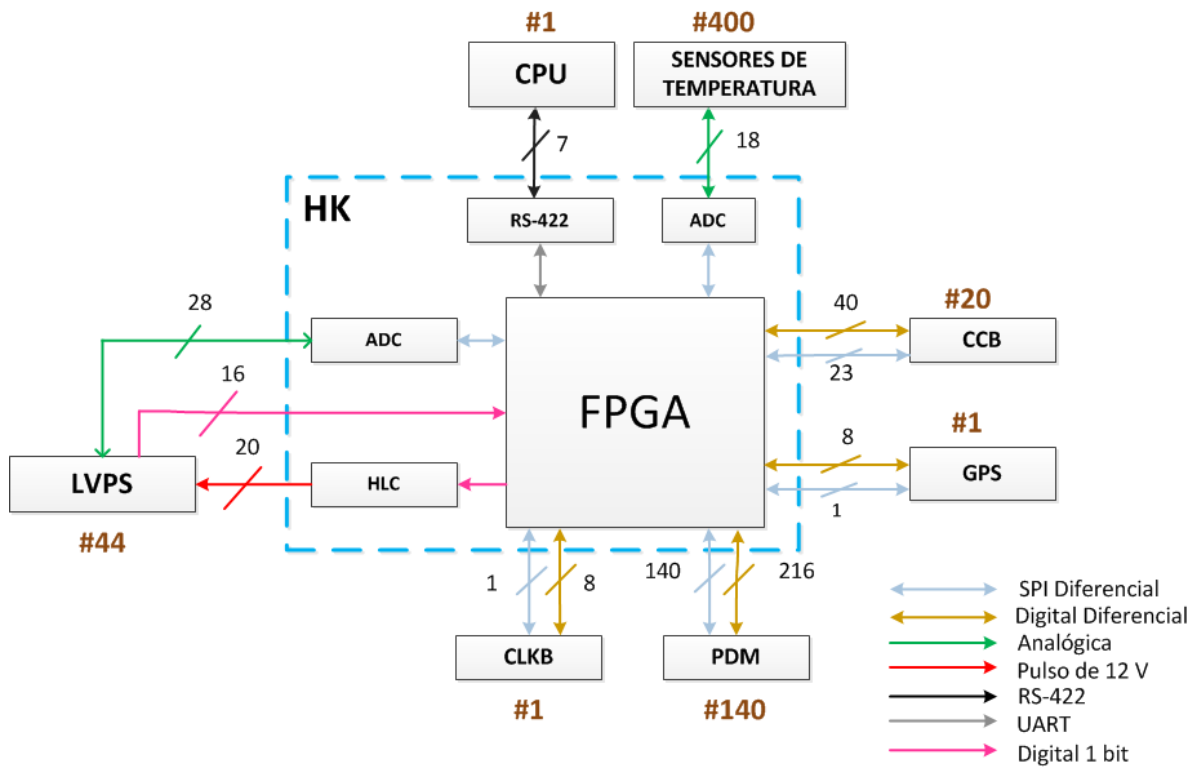 #1
#400
CPU
SENSORES DE
TEMPERATURA
7
18
HK
RS-422
ADC
28
40
#20
ADC
CCB
23
16
FPGA
#1
8
20
LVPS
HLC
GPS
1
#44
1
8
140
216
CLKB
PDM
#1
#140
SPI Diferencial
Digital Diferencial
Analógica
Pulso de 12 V
RS-422
UART
Digital 1 bit